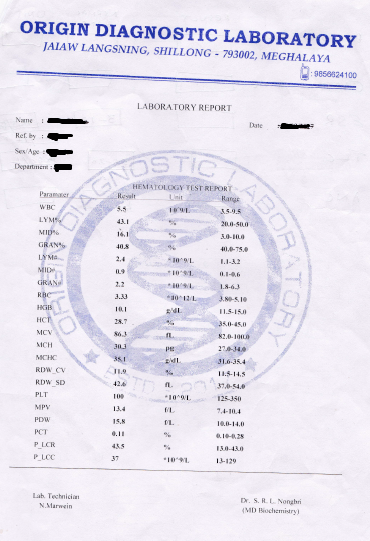 ORIGIN DIAGNOSTIC LABORATORY
JAIAW LANGSNING, SHILLONG - 793002, MEGHALAYA
: 9856624100
LABORATORY REPORT
Name :
Date :
Ref. by :
Sex/Age :
Department :
HEMATOLOGY TEST REPORT
Paramater Result Unit Range
WBC 5.5 10^9/L 3.5-9.5
LYM% 43.1 % 20.0-50.0
MID% 16.1 % 3.0-10.0
GRAN% 40.8 % 40.0-75.0
LYM# 2.4 *10^9/L 1.1-3.2
MID# 0.9 *10^9/L 0.1-0.6
GRAN# 2.2 *10^9/L 1.8-6.3
RBC 3.33 *10^12/L 3.80-5.10
HGB 10.1 g/dL 11.5-15.0
HCT 28.7 % 35.0-45.0
MCV 86.3 fL 82.0-100.0
MCH 30.3 pg 27.0-34.0
MCHC 35.1 g/dL 31.6-35.4
RDW_CV 11.9 % 11.5-14.5
RDW_SD 42.6 fL 37.0-54.0
PLT 100 *10^9/L 125-350
MPV 13.4 f/L 7.4-10.4
PDW 15.8 f/L 10.0-14.0
PCT 0.11 % 0.10-0.28
P_LCR 43.5 % 13.0-43.0
P_LCC 37 *10^9/L 13-129
ORIGIN DIAGNOSTIC LABORATORY
Lab. Technician Dr. S. R. L. Nongbri
N.Marwein (MD Biochemistry)